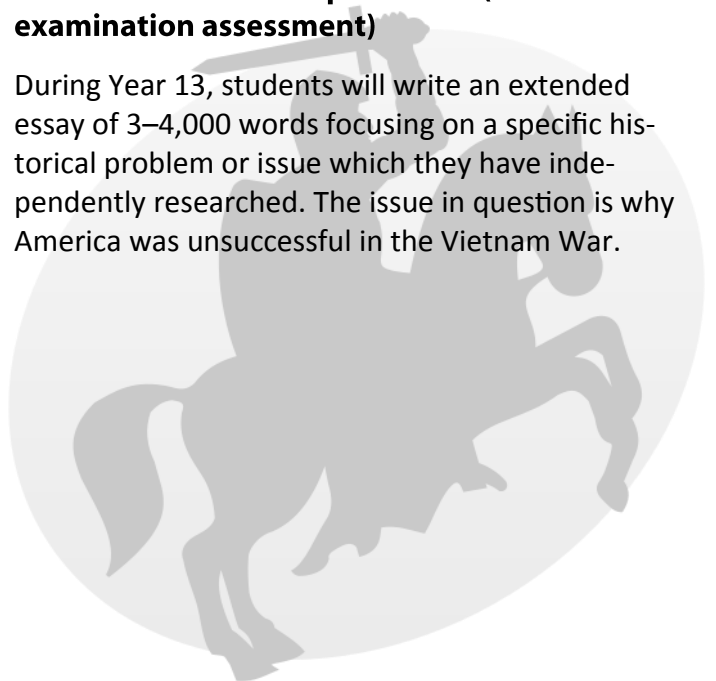 examination assessment)
During Year 13, students will write an extended
essay of 3–4,000 words focusing on a specific his-
torical problem or issue which they have inde-
pendently researched. The issue in question is why
America was unsuccessful in the Vietnam War.